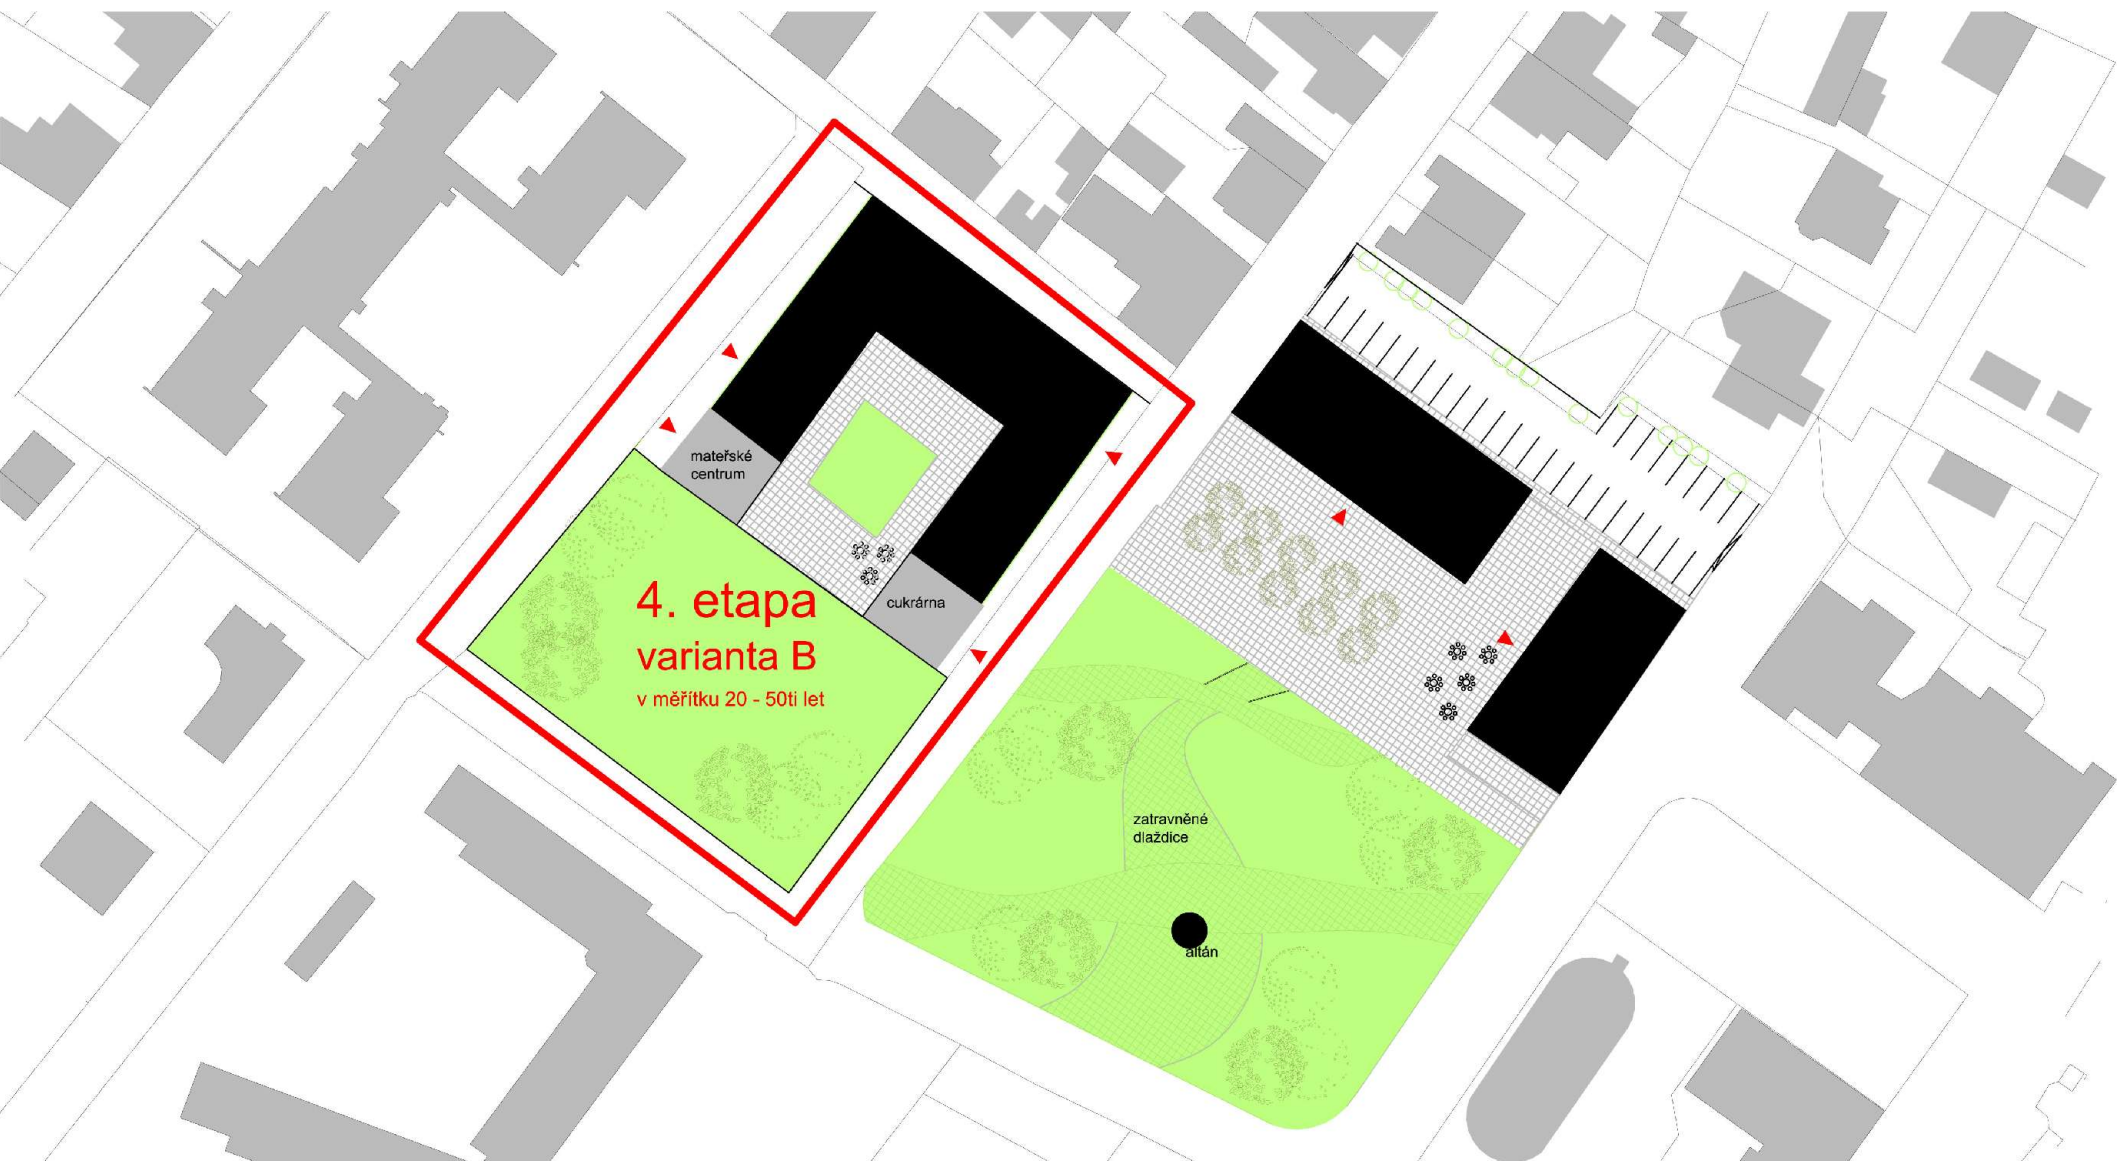 mateřské
centrum
4. etapa
varianta B
v měřítku 20 - 50ti let
cukrárna
zatravněné
dlaždice
altán